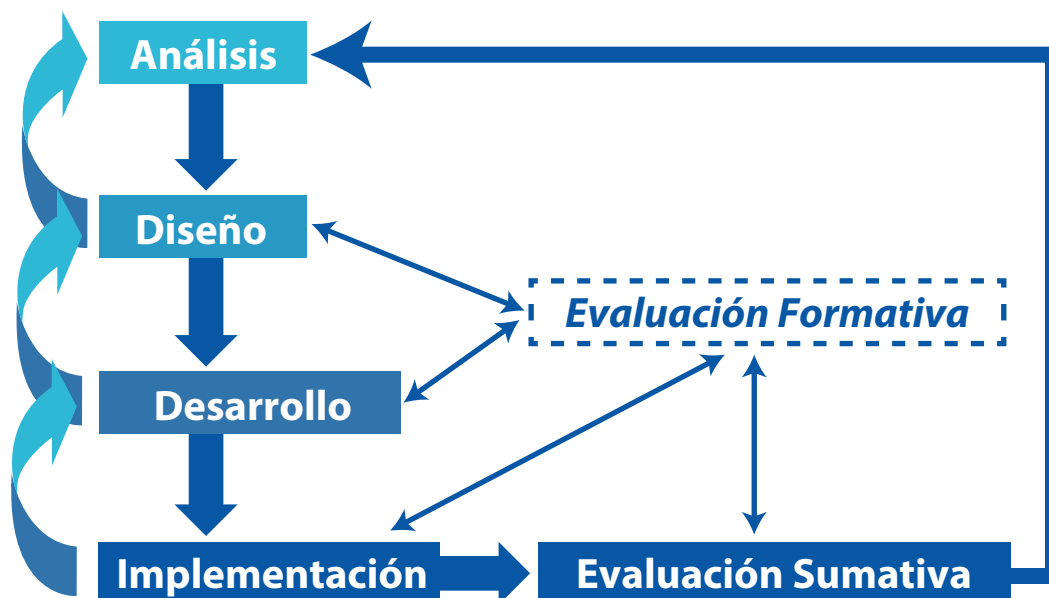 Análisis
Diseño
Evaluación Formativa
Desarrollo
Implementación
Evaluación Sumativa